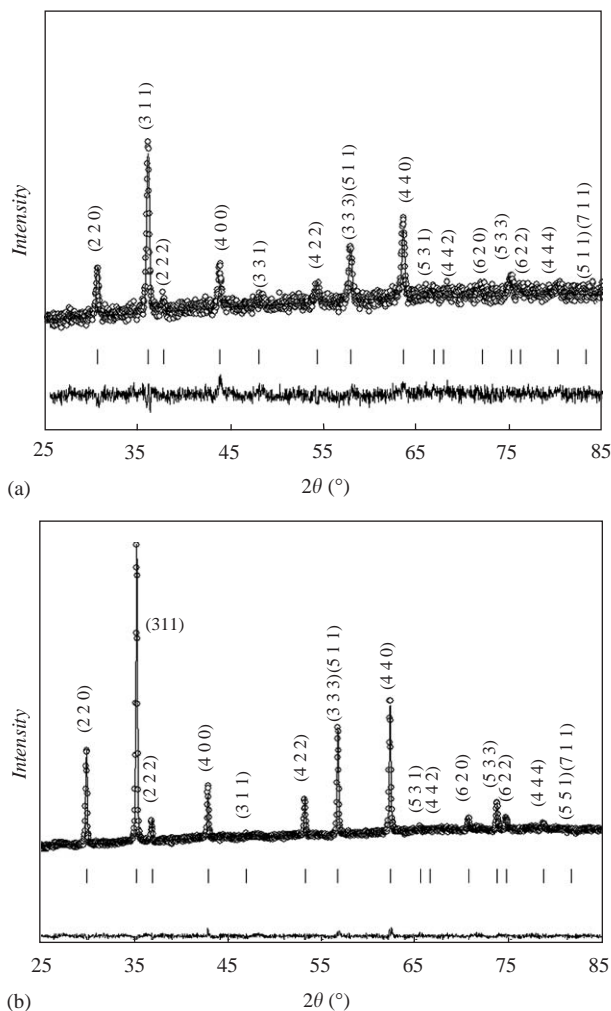 Intensity
(2 2 0)
(3 1 1)
(2 2 2)
(4 0 0)
(3 3 1)
(4 2 2)
(3 3 3)(5 1 1)
(4 4 0)
(5 3 1)
(4 4 2)
(6 2 0)
(5 3 3)
(6 2 2)
(4 4 4)
(5 1 1)(7 1 1)
25 35 45 55 65 75 85
(a)
2θ (°)
Intensity
(2 2 0)
(311)
(2 2 2)
(4 0 0)
(3 1 1)
(4 2 2)
(3 3 3)(5 1 1)
(4 4 0)
(5 3 1)
(4 4 2)
(6 2 0)
(5 3 3)
(6 2 2)
(4 4 4)
(5 5 1)(7 1 1)
25 35 45 55 65 75 85
(b)
2θ (°)